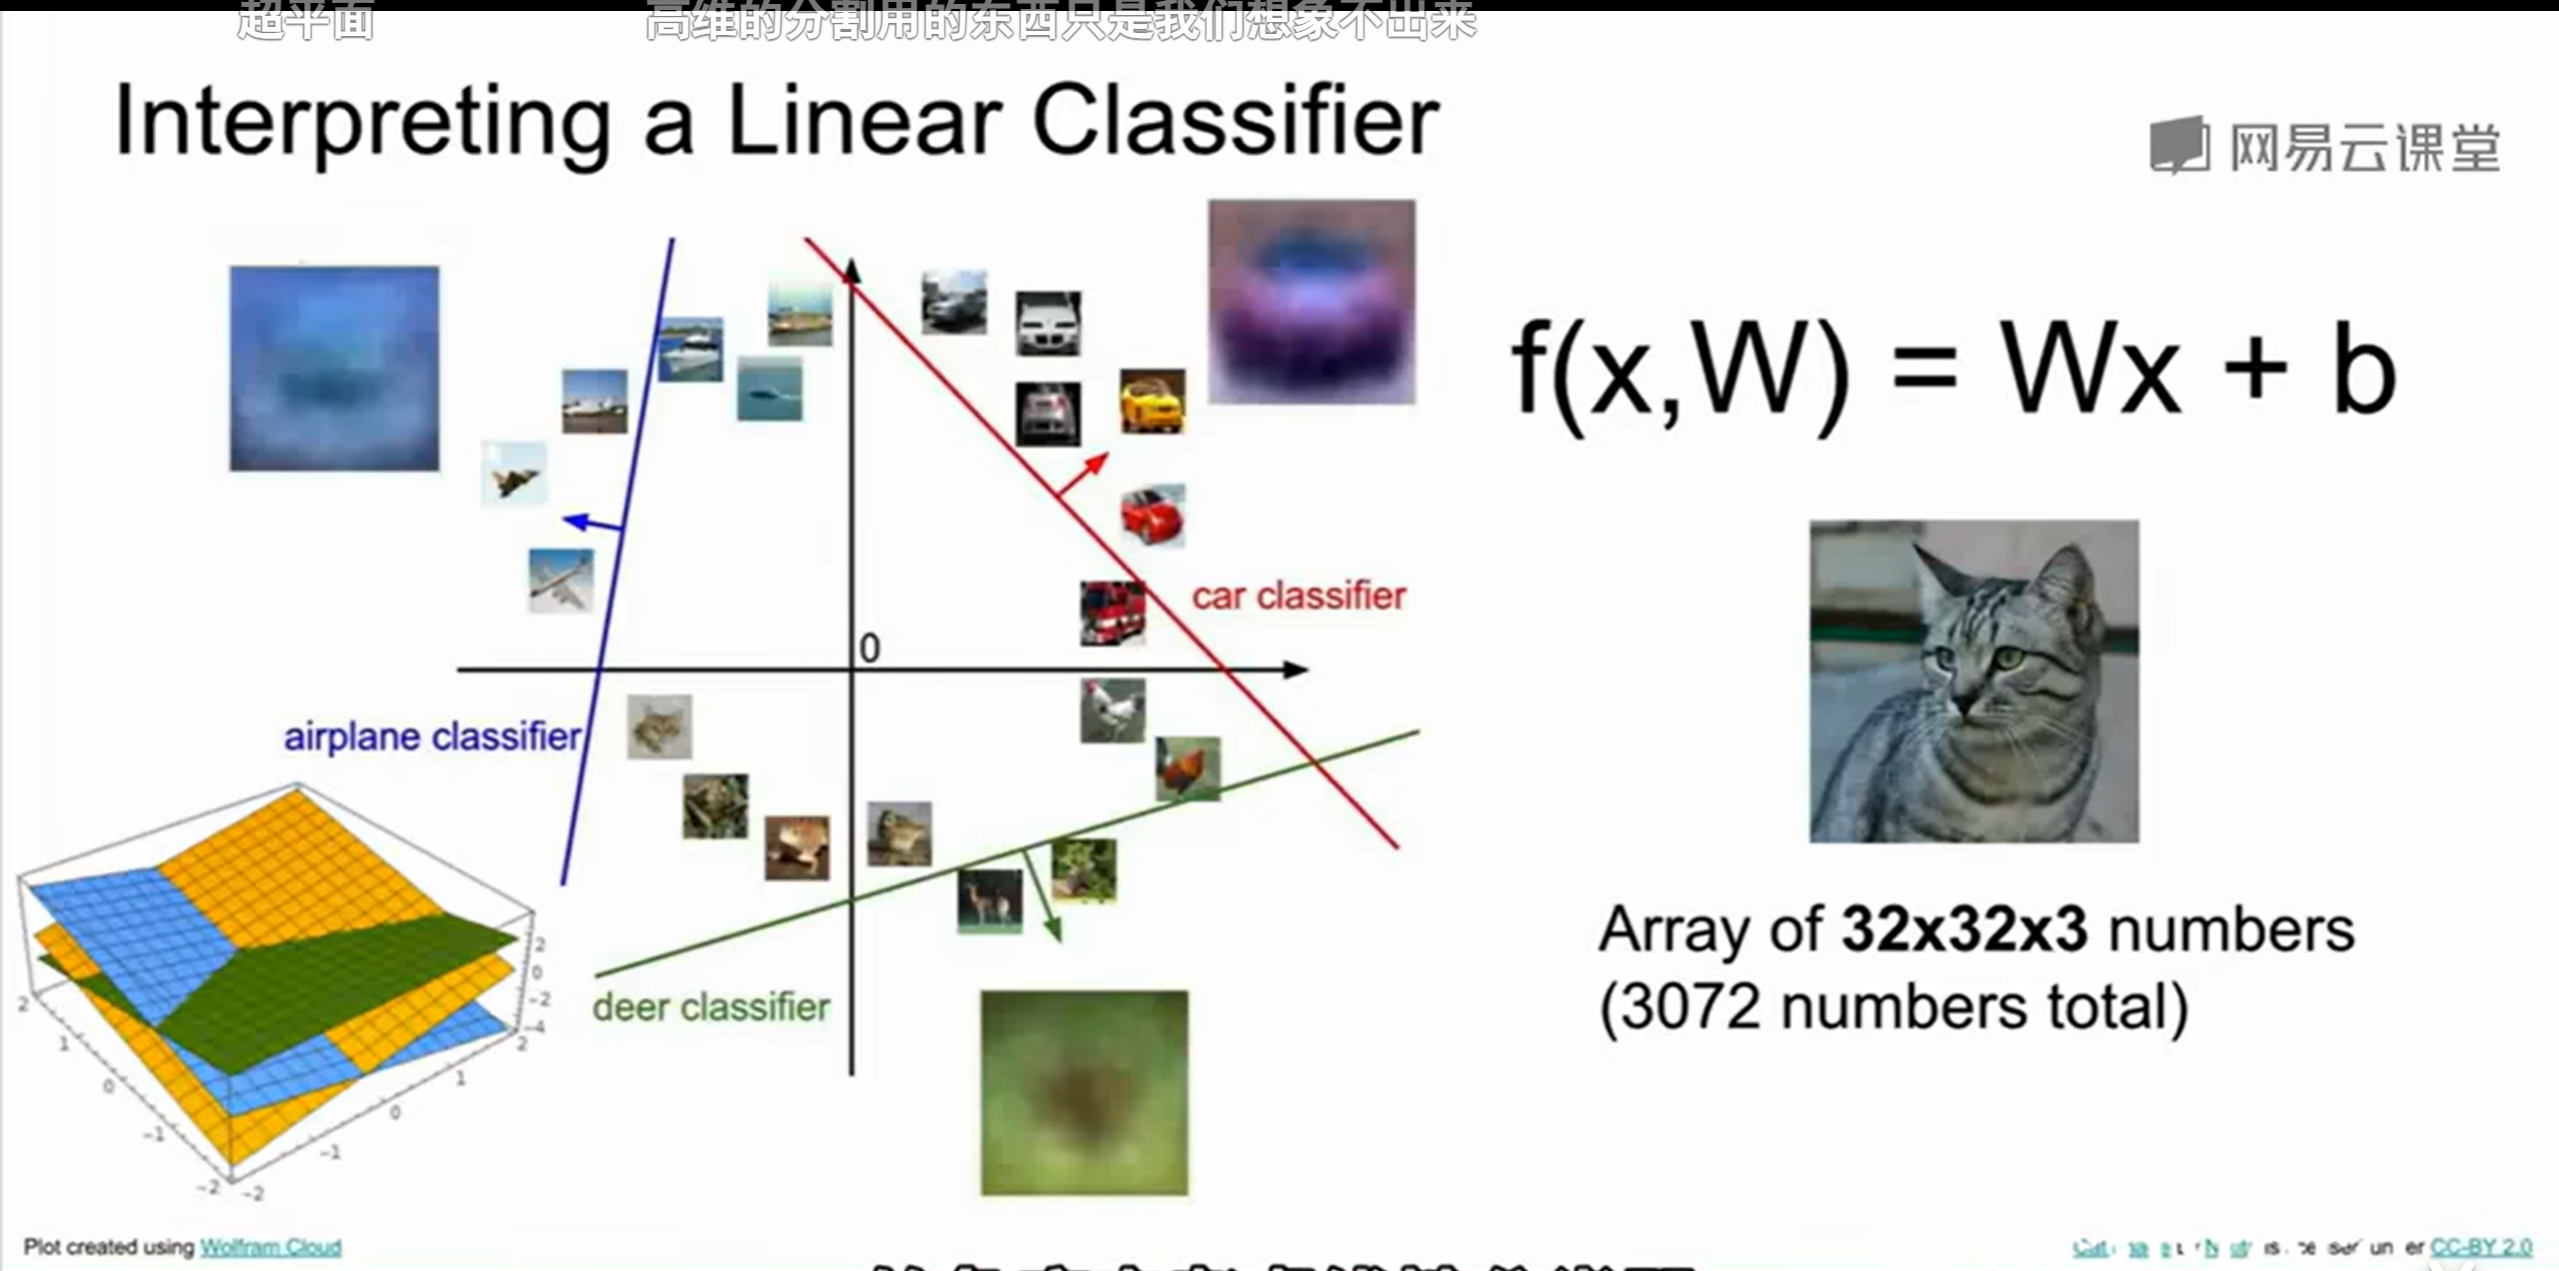 超平面
高维的分割用的东西只是我们想象不出来
Interpreting a Linear Classifier
网易云课堂
f(x,W) = Wx + b
car classifier
0
airplane classifier
deer classifier
Array of 32x32x3 numbers
(3072 numbers total)
2
0
-2
-4
2
1
0
-1
-2
2
1
0
-1
-2
Plot created using Wolfram Cloud
CC-BY 2.0